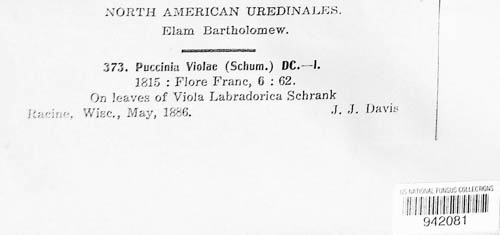 NORTH AMERICAN UREDINALES.
Elam Bartholomew.
373. Puccinia Violae (Schum.) DC.—I.
1815 : Flore Franc, 6 : 62.
On leaves of Viola Labradorica Schrank
Racine, Wisc., May, 1886. J. J. Davis
US NATIONAL FUNGUS COLLECTIONS
942081